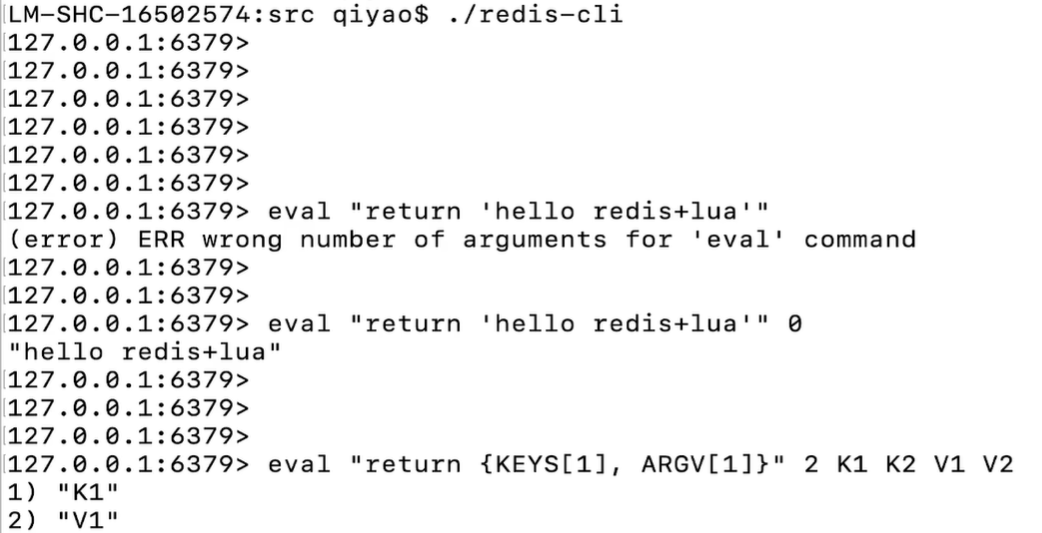 LM-SHC-16502574:src qiyao$ ./redis-cli
127.0.0.1:6379>
127.0.0.1:6379>
127.0.0.1:6379>
127.0.0.1:6379>
127.0.0.1:6379>
127.0.0.1:6379>
127.0.0.1:6379> eval "return 'hello redis+lua'"
(error) ERR wrong number of arguments for 'eval' command
127.0.0.1:6379>
127.0.0.1:6379>
127.0.0.1:6379> eval "return 'hello redis+lua'" 0
"hello redis+lua"
127.0.0.1:6379>
127.0.0.1:6379>
127.0.0.1:6379>
127.0.0.1:6379> eval "return {KEYS[1], ARGV[1]}" 2 K1 K2 V1 V2
1) "K1"
2) "V1"